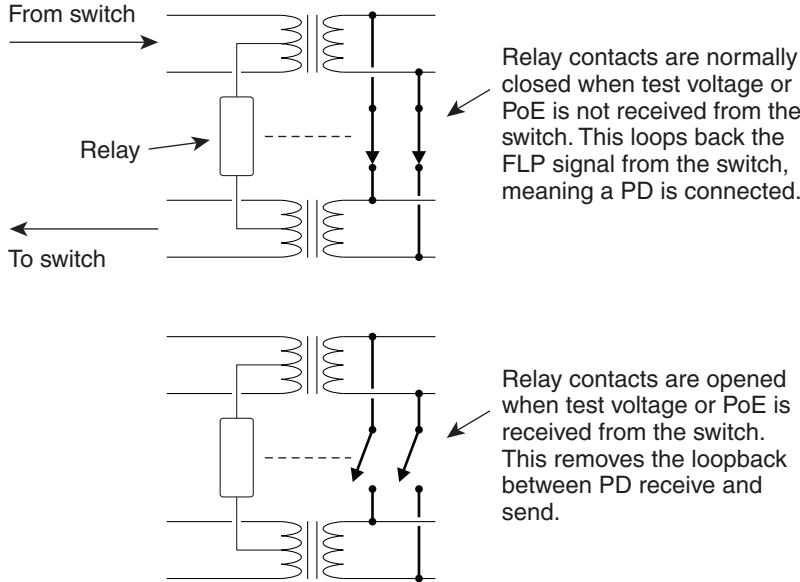 From switch
Relay contacts are normally
closed when test voltage or
PoE is not received from the
switch. This loops back the
FLP signal from the switch,
meaning a PD is connected.
Relay
To switch
Relay contacts are opened
when test voltage or PoE is
received from the switch.
This removes the loopback
between PD receive and
send.